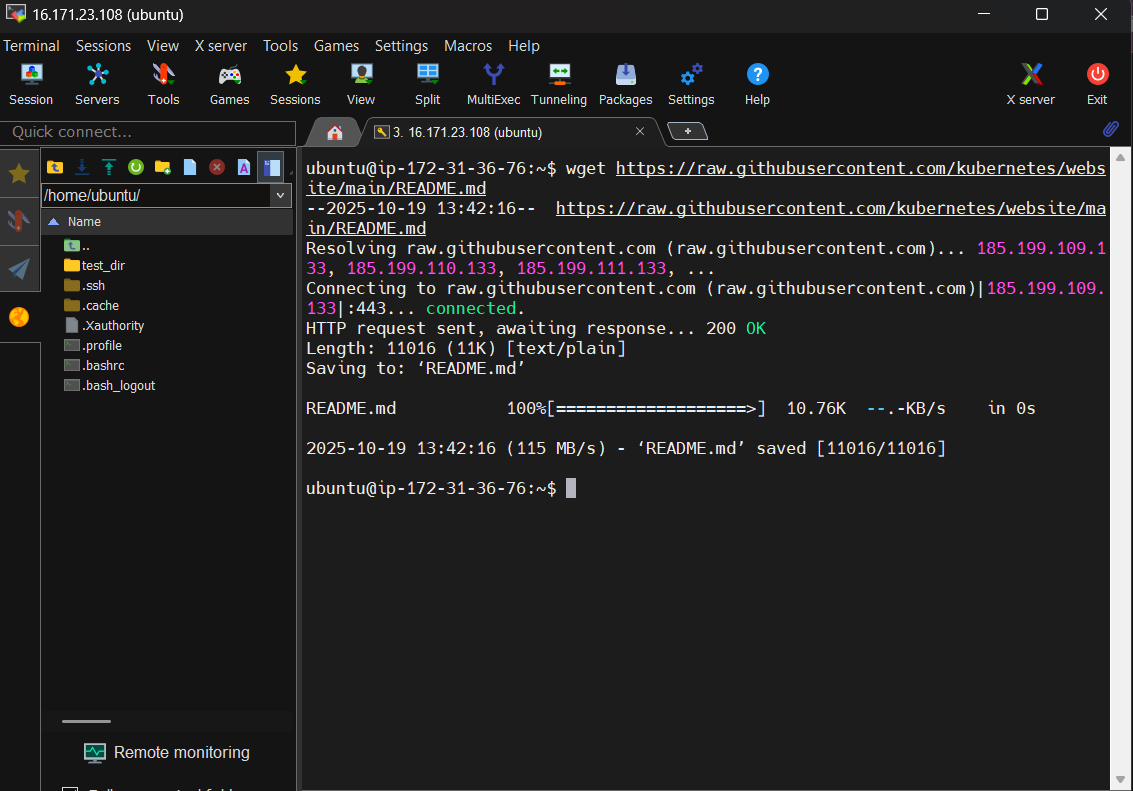 16.171.23.108 (ubuntu)
Terminal Sessions View X server Tools Games Settings Macros Help
Session Servers Tools Games Sessions View Split MultiExec Tunneling Packages Settings Help X server Exit
Quick connect...
3. 16.171.23.108 (ubuntu)
/home/ubuntu/
Name
..
test_dir
.ssh
.cache
.Xauthority
.profile
.bashrc
.bash_logout
Remote monitoring
ubuntu@ip-172-31-36-76:~$ wget https://raw.githubusercontent.com/kubernetes/webs
ite/main/README.md
--2025-10-19 13:42:16--  https://raw.githubusercontent.com/kubernetes/website/ma
in/README.md
Resolving raw.githubusercontent.com (raw.githubusercontent.com)... 185.199.109.1
33, 185.199.110.133, 185.199.111.133, ...
Connecting to raw.githubusercontent.com (raw.githubusercontent.com)|185.199.109.
133|:443... connected.
HTTP request sent, awaiting response... 200 OK
Length: 11016 (11K) [text/plain]
Saving to: ‘README.md’
README.md 100%[===================>] 10.76K --.-KB/s in 0s
2025-10-19 13:42:16 (115 MB/s) - ‘README.md’ saved [11016/11016]
ubuntu@ip-172-31-36-76:~$